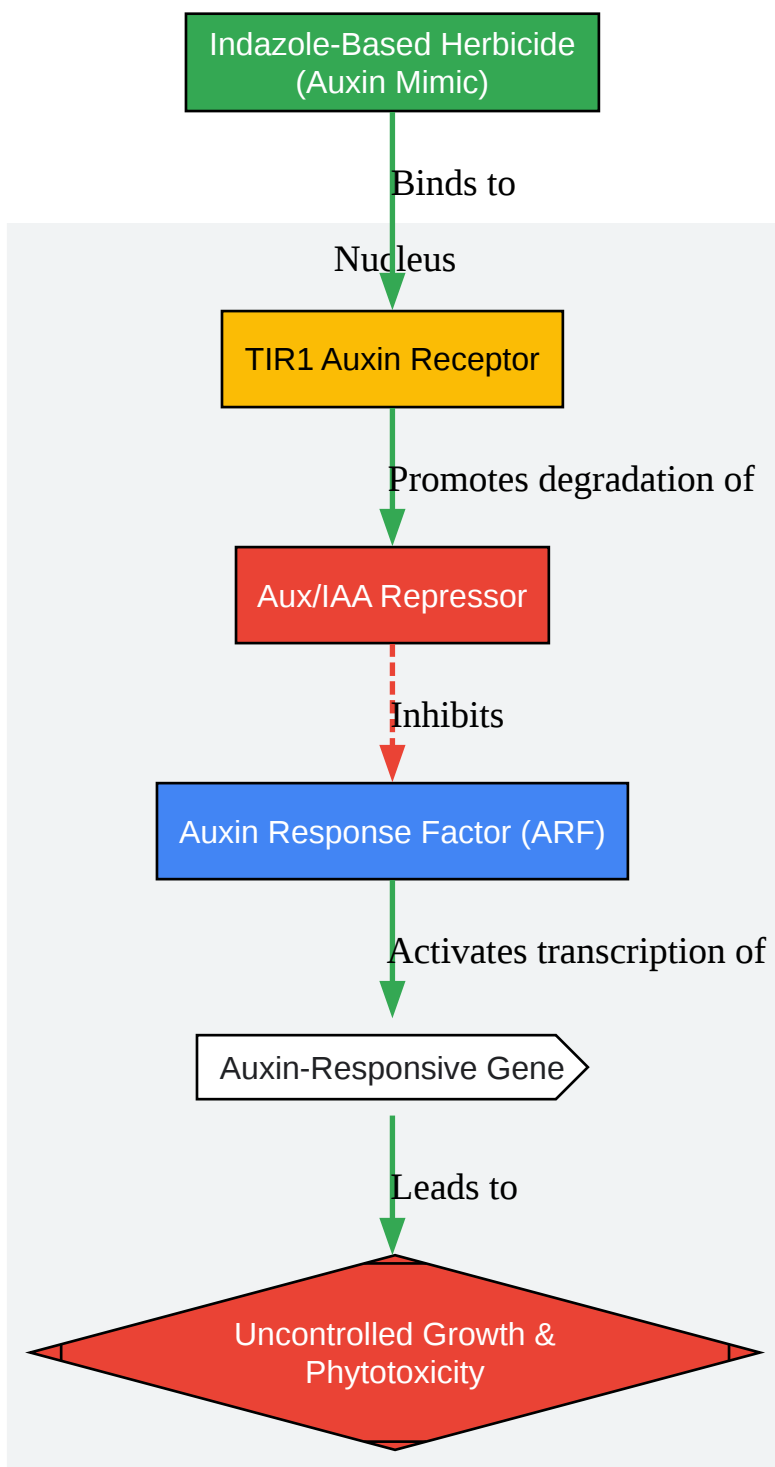 Indazole-Based Herbicide
(Auxin Mimic)
Binds to
Nucleus
TIR1 Auxin Receptor
Promotes degradation of
Aux/IAA Repressor
Inhibits
Auxin Response Factor (ARF)
Activates transcription of
Auxin-Responsive Gene
Leads to
Uncontrolled Growth &
Phytotoxicity